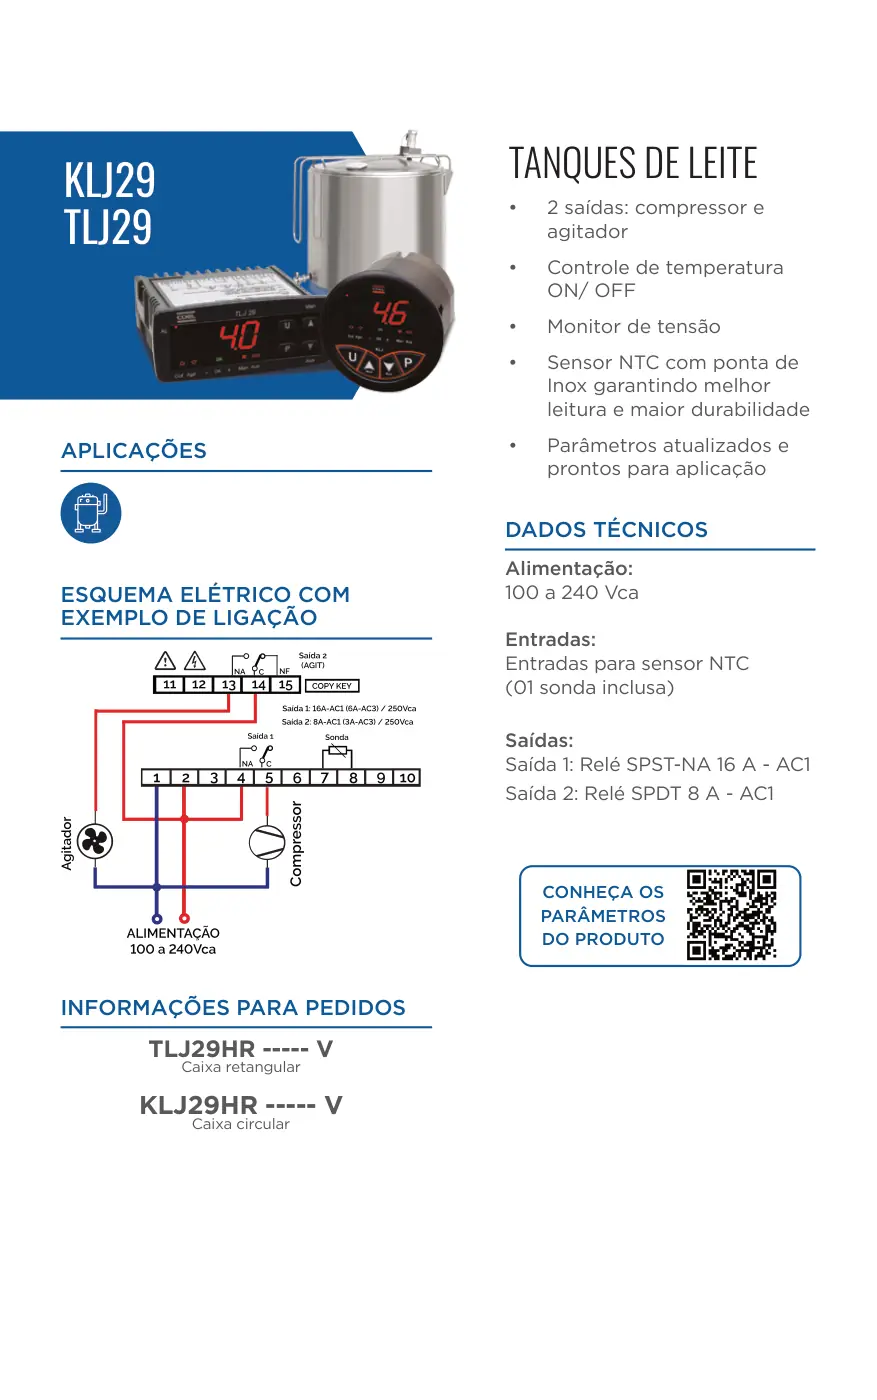 KLJ29
TLJ29
TLJ 29
4.0
4.6
U
P
U
P
TANQUES DE LEITE
• 2 saídas: compressor e
agitador
• Controle de temperatura
ON/ OFF
• Monitor de tensão
• Sensor NTC com ponta de
Inox garantindo melhor
leitura e maior durabilidade
• Parâmetros atualizados e
prontos para aplicação
APLICAÇÕES
ESQUEMA ELÉTRICO COM
EXEMPLO DE LIGAÇÃO
Saída 2
(AGIT)
NA C NF
11 12 13 14 15 COPY KEY
Saída 1: 16A-AC1 (6A-AC3) / 250Vca
Saída 2: 8A-AC1 (3A-AC3) / 250Vca
Saída 1 Sonda
NA C
1 2 3 4 5 6 7 8 9 10
Agitador
Compressor
ALIMENTAÇÃO
100 a 240Vca
INFORMAÇÕES PARA PEDIDOS
TLJ29HR ----- V
Caixa retangular
KLJ29HR ----- V
Caixa circular
DADOS TÉCNICOS
Alimentação:
100 a 240 Vca
Entradas:
Entradas para sensor NTC
(01 sonda inclusa)
Saídas:
Saída 1: Relé SPST-NA 16 A - AC1
Saída 2: Relé SPDT 8 A - AC1
CONHEÇA OS
PARÂMETROS
DO PRODUTO